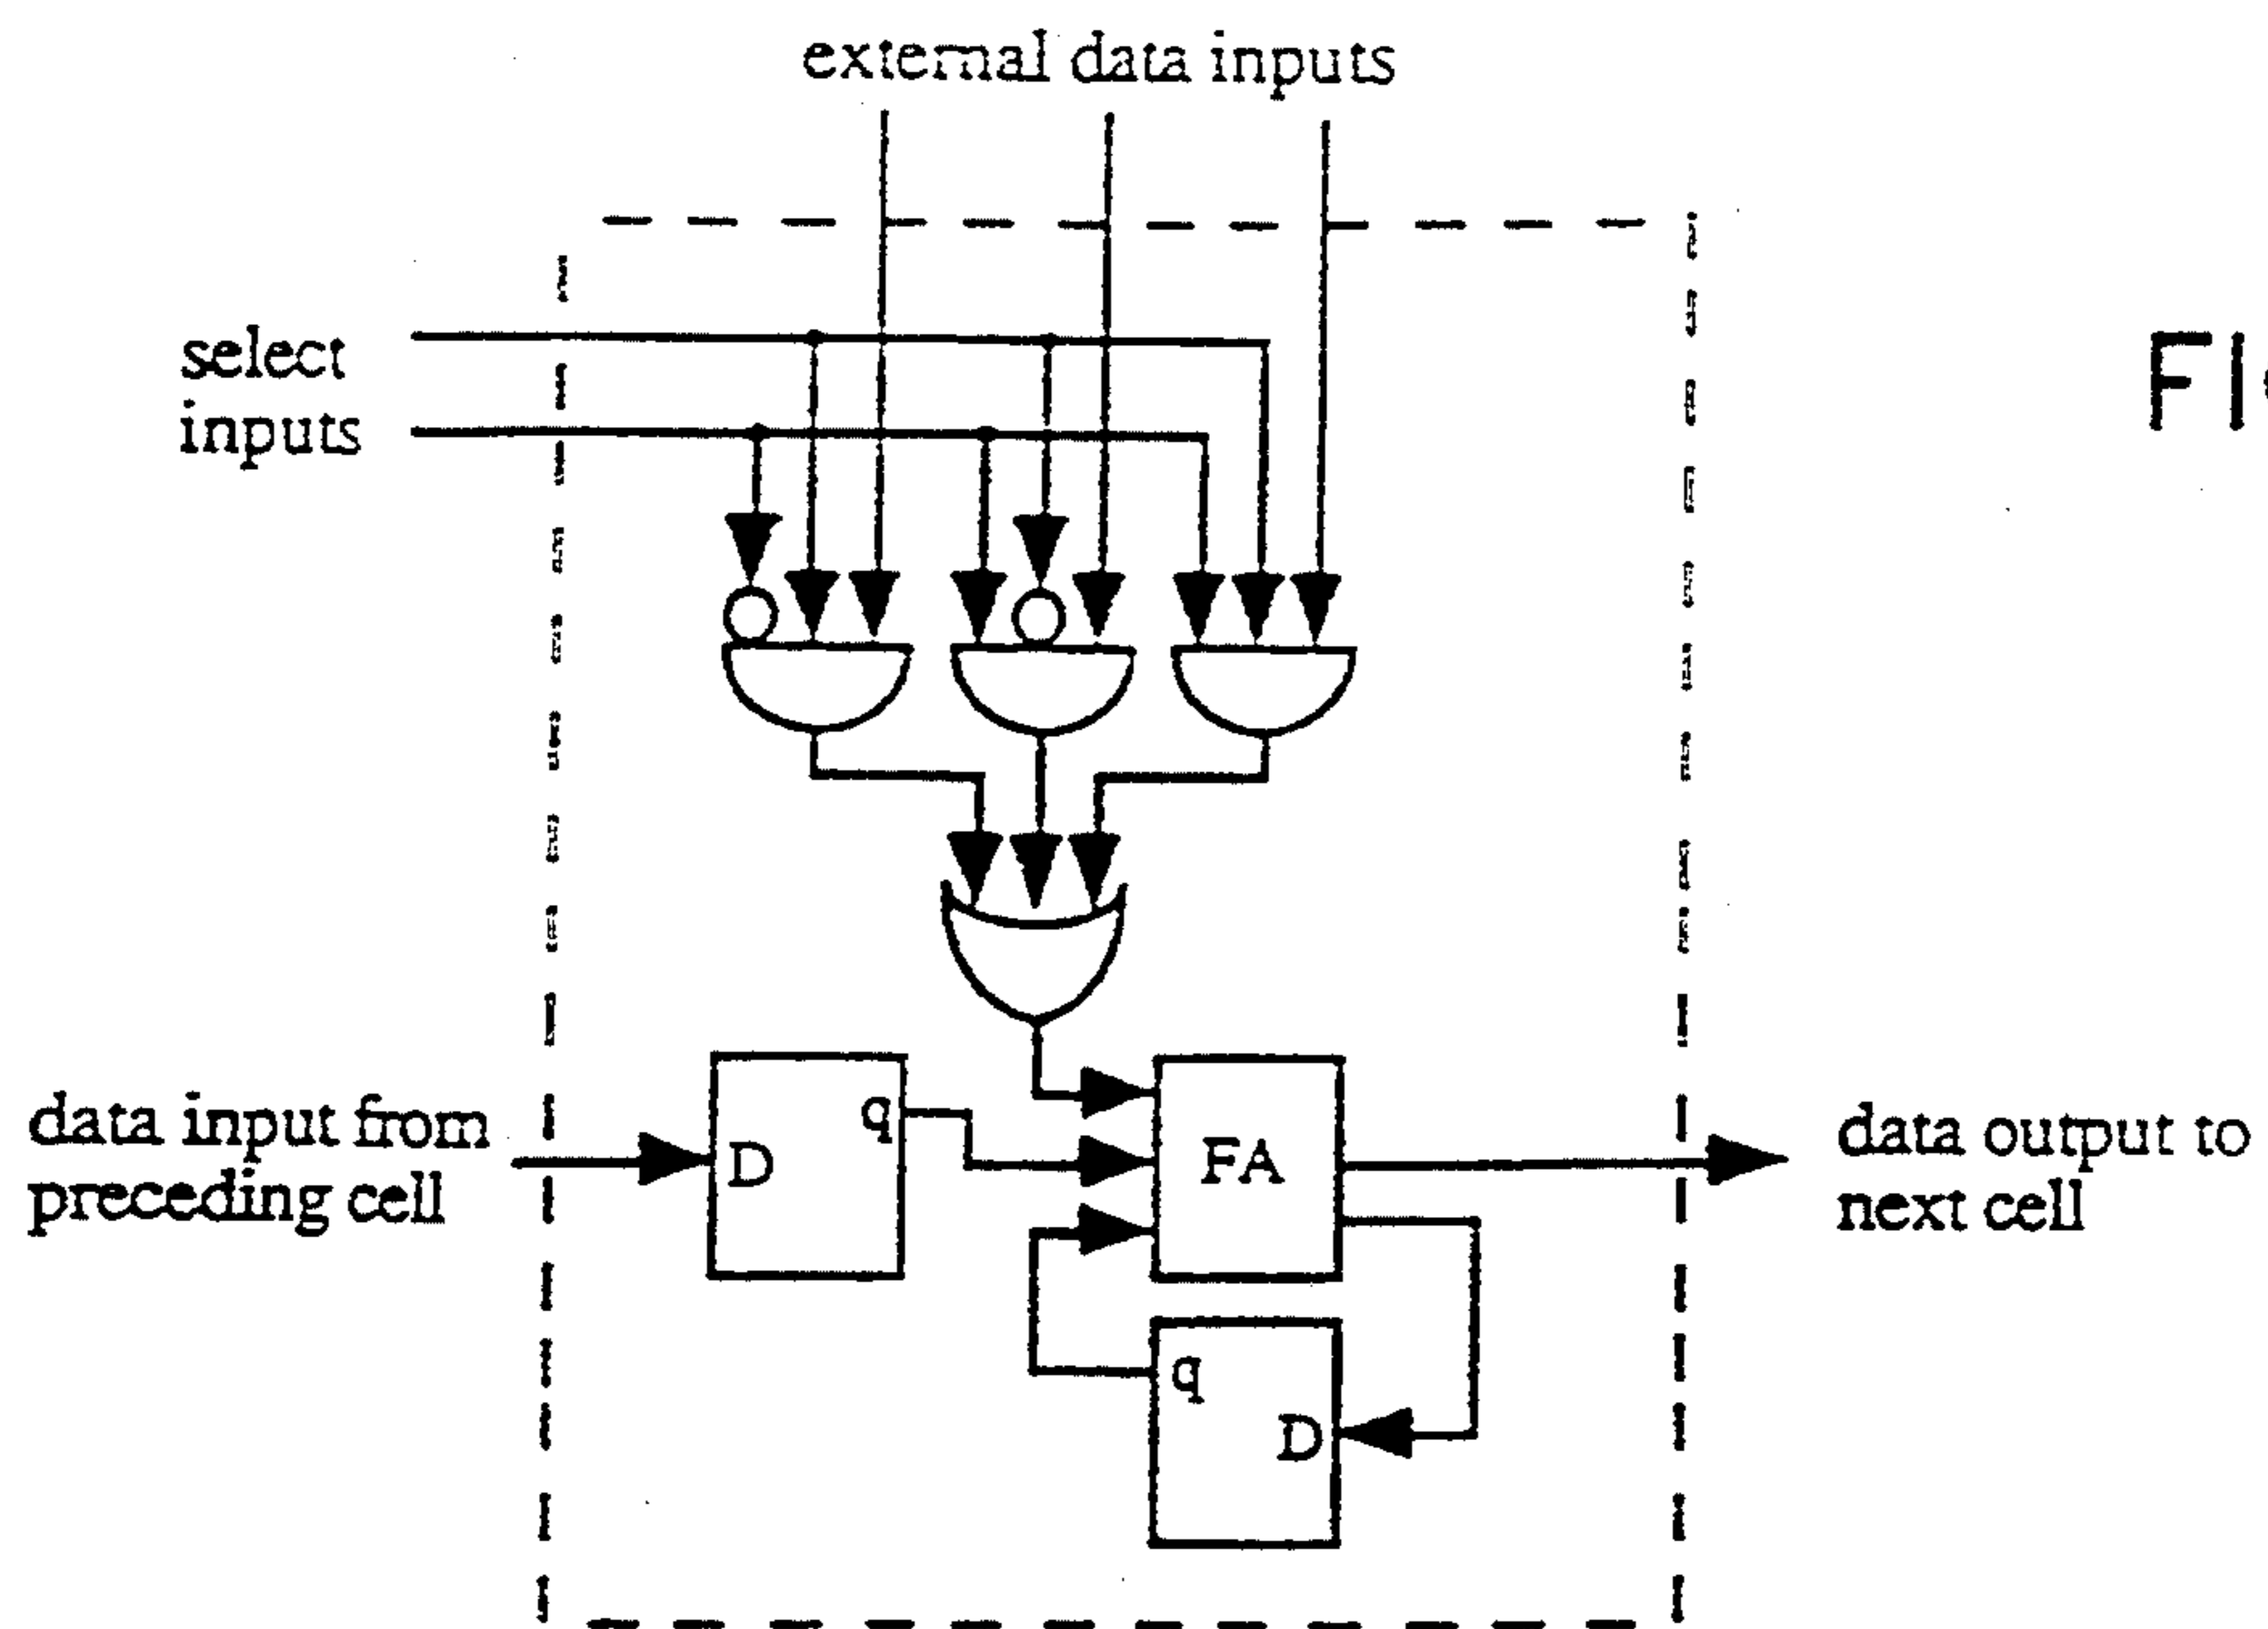 external data inputs
select
inputs
q
D
FA
data input from
preceding cell
data output to
next cell
q
D